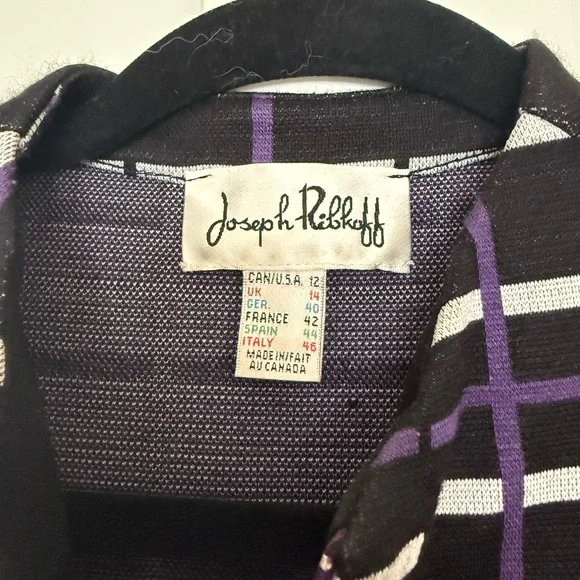 Joseph Ribkoff
CAN/U.S.A. 12
UK 14
GER. 40
FRANCE 42
SPAIN 44
ITALY 46
MADE IN/FAIT
AU CANADA